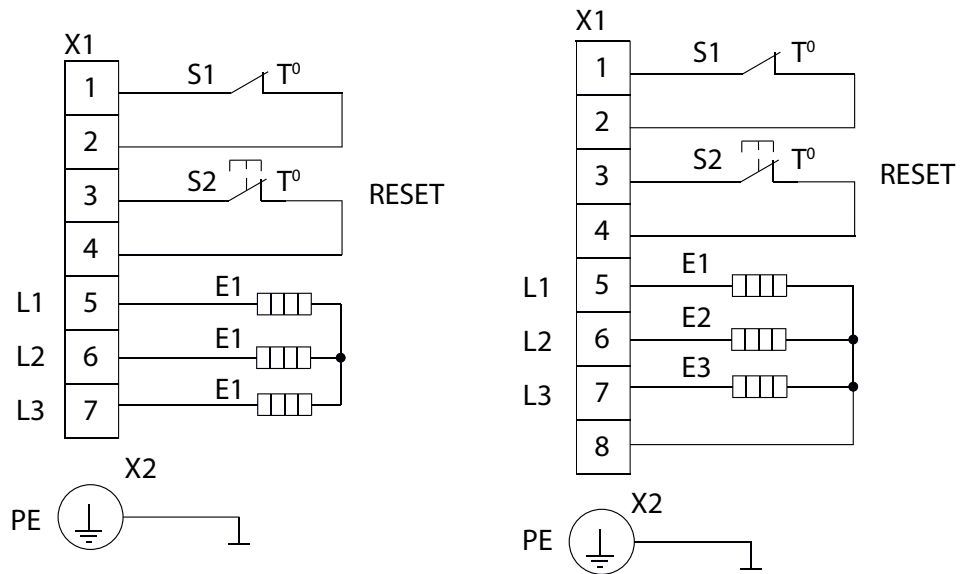 X1
1 S1 T⁰
2
3 S2 T⁰ RESET
4
L1 5 E1
L2 6 E1
L3 7 E1
X2
PE
X1
1 S1 T⁰
2
3 S2 T⁰ RESET
4
L1 5 E1
L2 6 E2
L3 7 E3
8
X2
PE